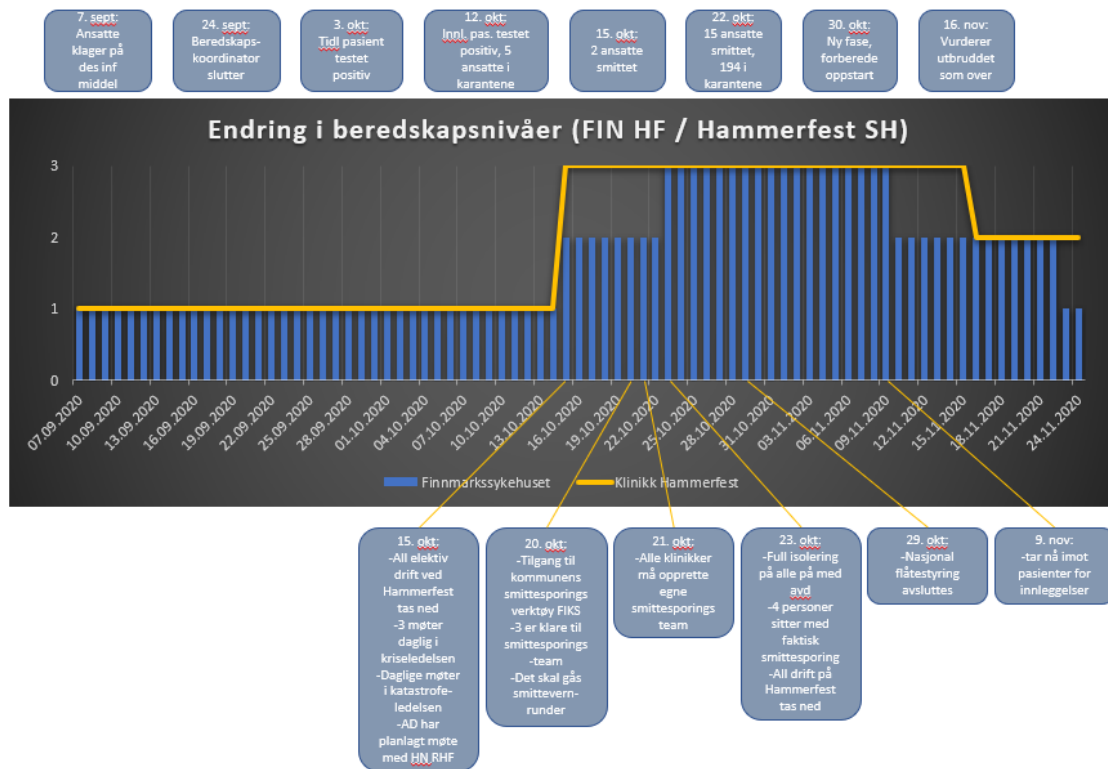 7. sept:
Ansatte
klager på
des inf
middel
24. sept:
Beredskaps-
koordinator
slutter
3. okt:
Tidl pasient
testet
positiv
12. okt:
Innl. pas. testet
positiv, 5
ansatte i
karantene
15. okt:
2 ansatte
smittet
22. okt:
15 ansatte
smittet,
194 i
karantene
30. okt:
Ny fase,
forberede
oppstart
16. nov:
Vurderer
utbruddet
som over
Endring i beredskapsnivåer (FIN HF / Hammerfest SH)
3
2
1
0
07.09.2020
10.09.2020
13.09.2020
16.09.2020
19.09.2020
22.09.2020
25.09.2020
28.09.2020
01.10.2020
04.10.2020
07.10.2020
10.10.2020
13.10.2020
16.10.2020
19.10.2020
22.10.2020
25.10.2020
28.10.2020
31.10.2020
03.11.2020
06.11.2020
09.11.2020
12.11.2020
15.11.2020
18.11.2020
21.11.2020
24.11.2020
Finnmarkssykehuset
Klinikk Hammerfest
15. okt:
-All elektiv
drift ved
Hammerfest
tas ned
-3 møter
daglig i
kriseledelsen
-Daglige møter
i katastrofe-
ledelsen
-AD har
planlagt møte
med HN RHF
20. okt:
-Tilgang til
kommunens
smittesporings
verktøy FIKS
-3 er klare til
smittesporings
-team
-Det skal gås
smittevern-
runder
21. okt:
-Alle klinikker
må opprette
egne
smittesporings
team
23. okt:
-Full isolering
på alle på med
avd
-4 personer
sitter med
faktisk
smittesporing
-All drift på
Hammerfest
tas ned
29. okt:
-Nasjonal
flåtestyring
avsluttes
9. nov:
-tar nå imot
pasienter for
innleggelser